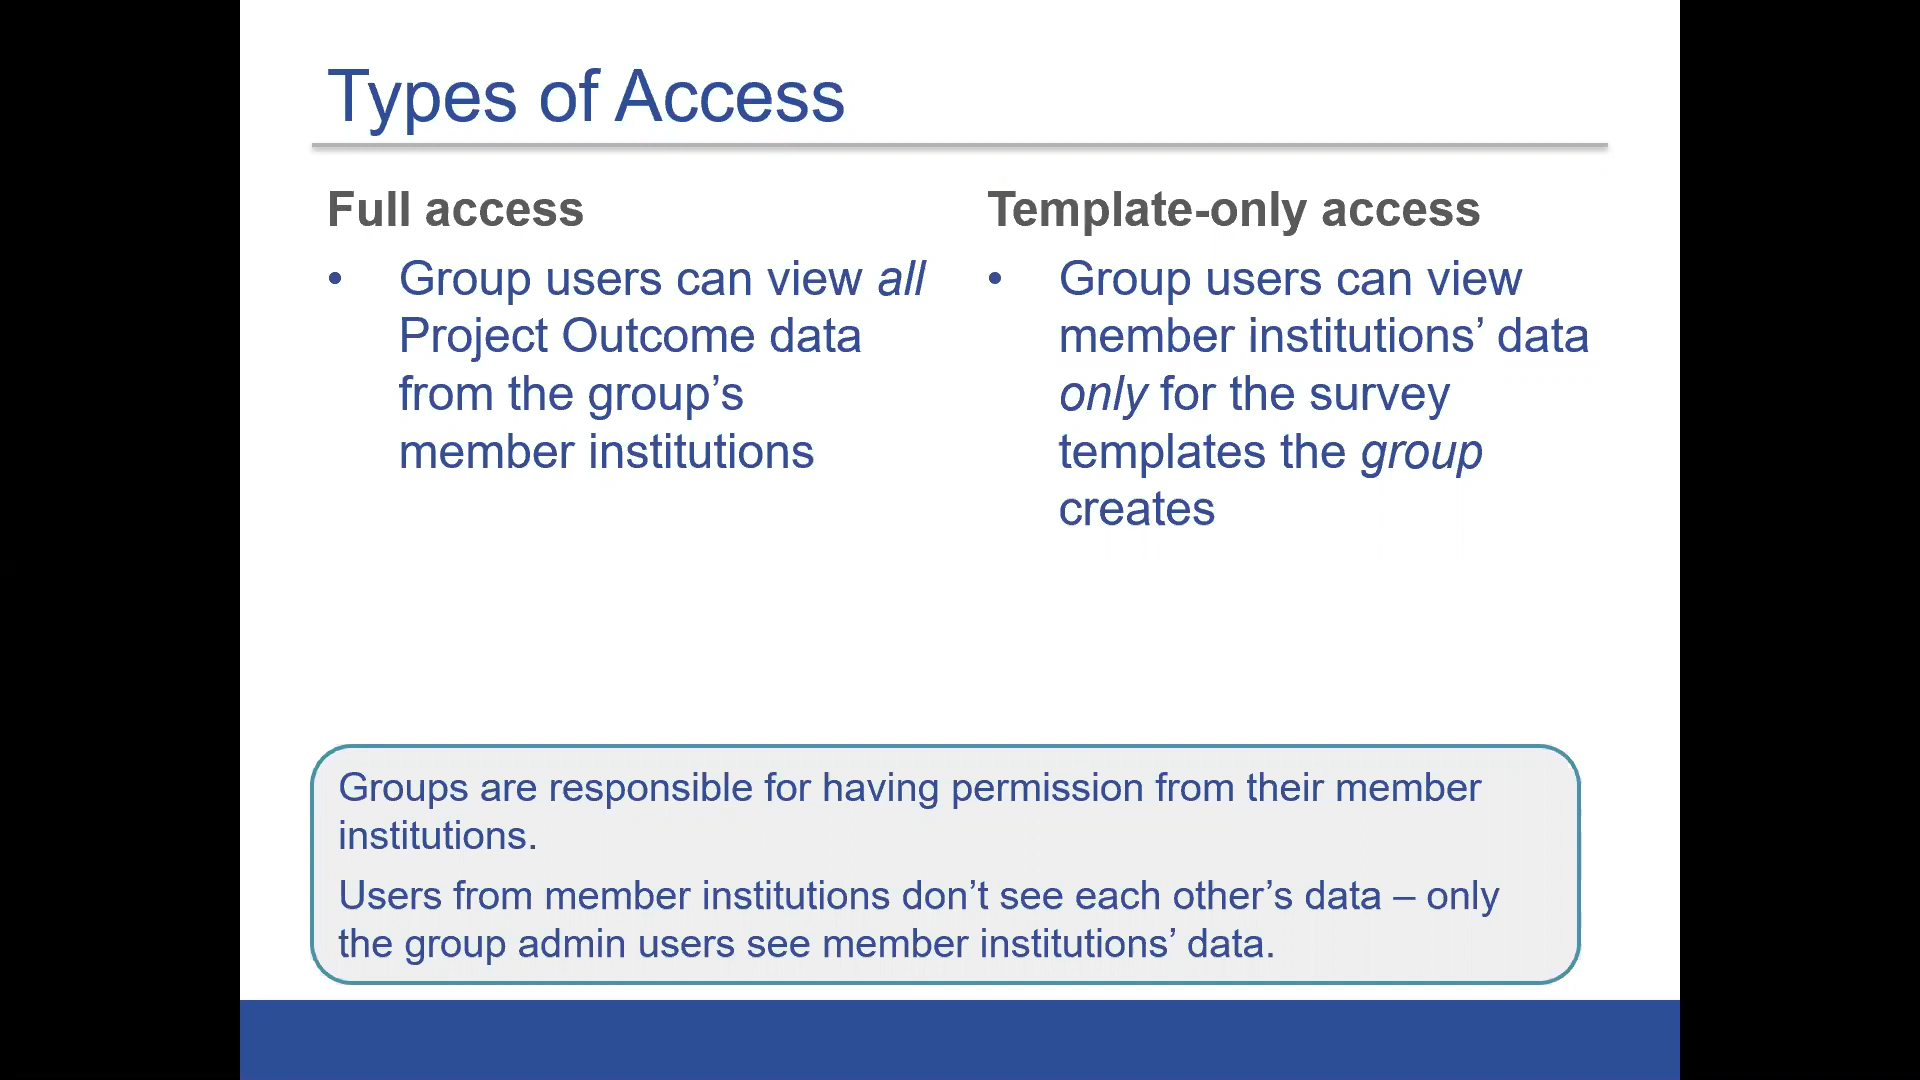 Types of Access
Full access
• Group users can view all
Project Outcome data
from the group’s
member institutions
Template-only access
• Group users can view
member institutions’ data
only for the survey
templates the group
creates
Groups are responsible for having permission from their member
institutions.
Users from member institutions don’t see each other’s data – only
the group admin users see member institutions’ data.